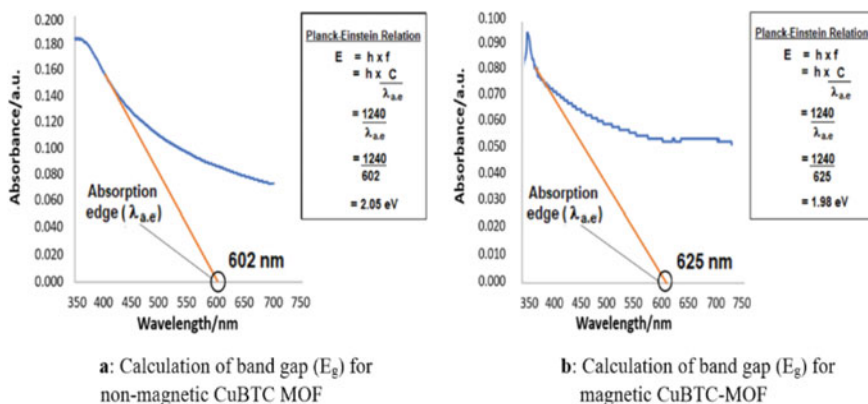 0.200
0.180
0.160
0.140
0.120
0.100
0.080
0.060
0.040
0.020
0.000
Absorbance/a.u.
350 400 450 500 550 600 650 700 750
Wavelength/nm
Absorption
edge (λa.e)
602 nm
Planck-Einstein Relation
E = h x f
= h x C
λa.e
= 1240
λa.e
= 1240
602
= 2.05 eV
a: Calculation of band gap (Eg) for
non-magnetic CuBTC MOF
0.100
0.090
0.080
0.070
0.060
0.050
0.040
0.030
0.020
0.010
0.000
Absorbance/a.u.
350 400 450 500 550 600 650 700 750
Wavelength/nm
Absorption
edge (λa.e)
625 nm
Planck-Einstein Relation
E = h x f
= h x C
λa.e
= 1240
λa.e
= 1240
625
= 1.98 eV
b: Calculation of band gap (Eg) for
magnetic CuBTC-MOF